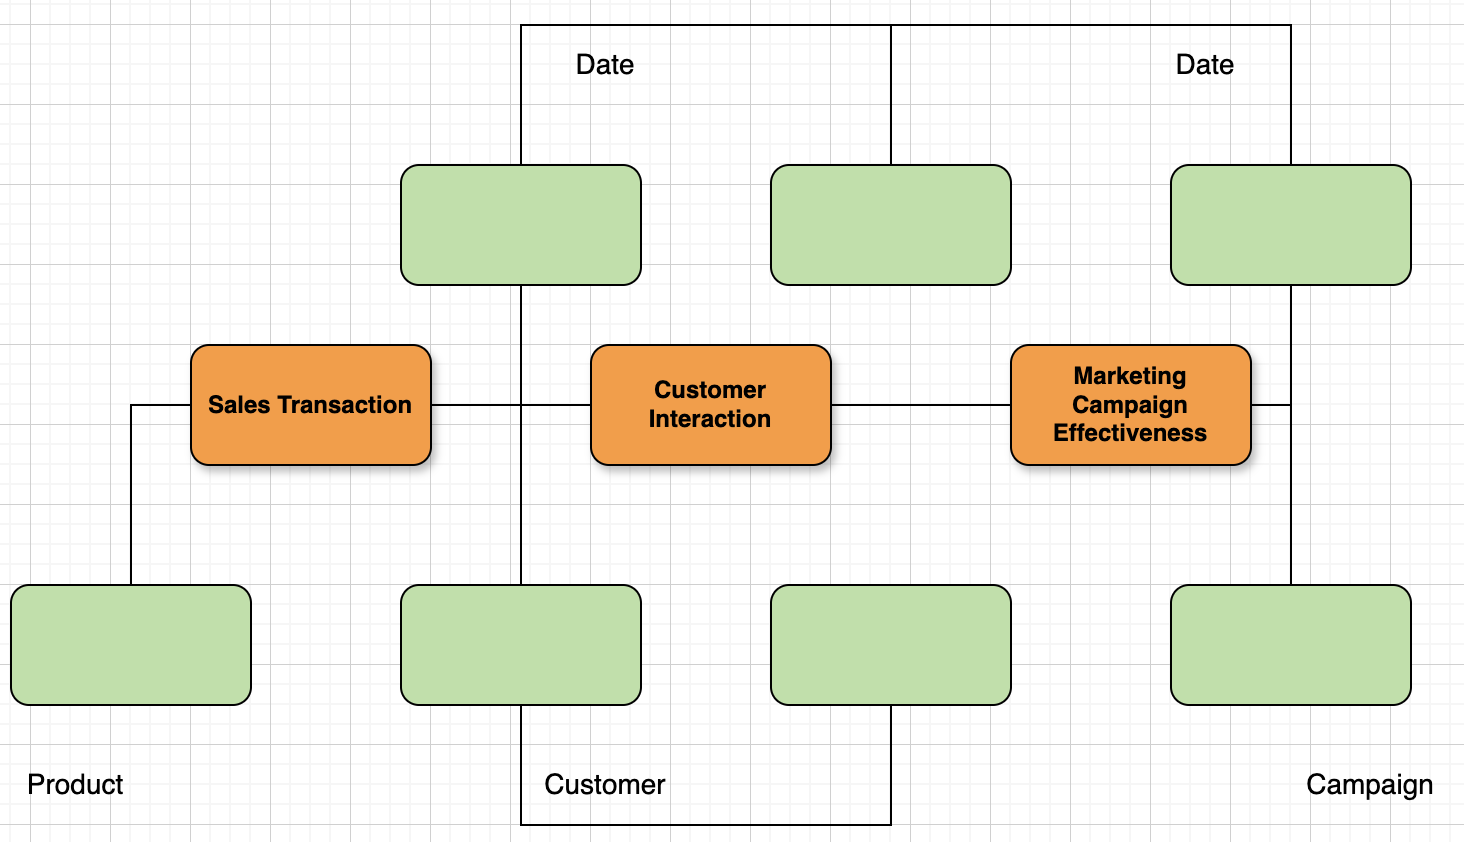 Date
Date
Sales Transaction
Customer
Interaction
Marketing
Campaign
Effectiveness
Product
Customer
Campaign